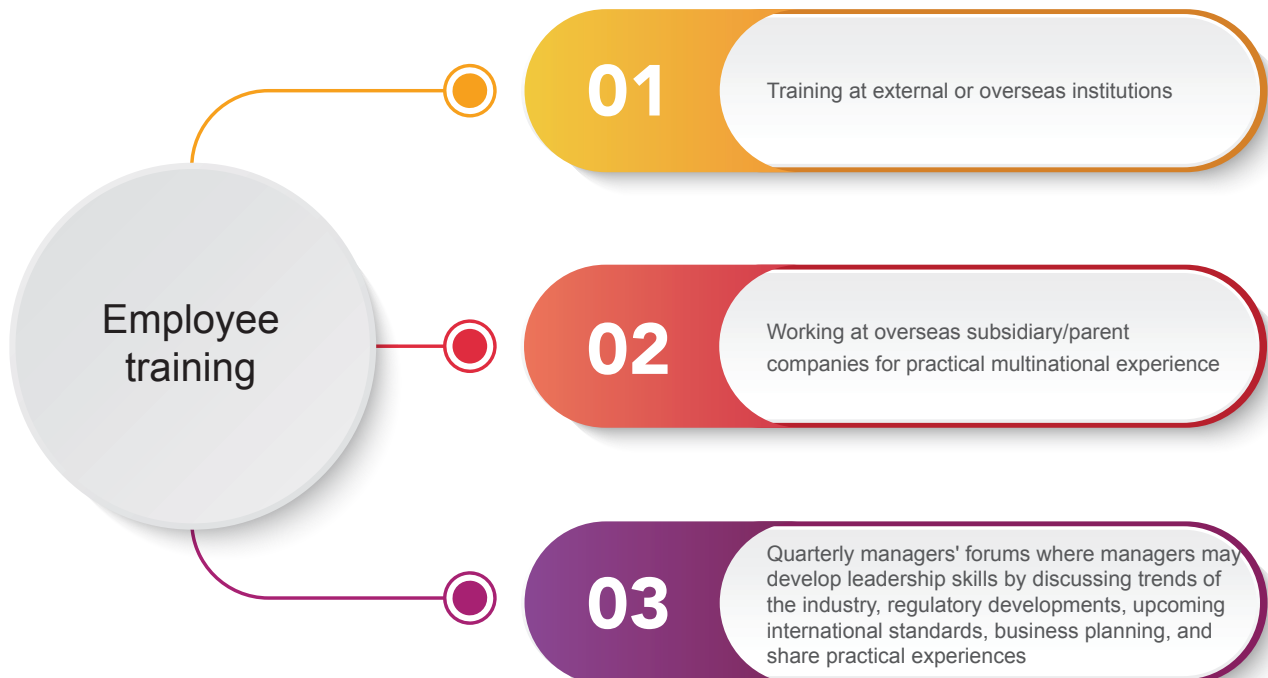 Employee
training
01
Training at external or overseas institutions
02
Working at overseas subsidiary/parent
companies for practical multinational experience
03
Quarterly managers' forums where managers may
develop leadership skills by discussing trends of
the industry, regulatory developments, upcoming
international standards, business planning, and
share practical experiences